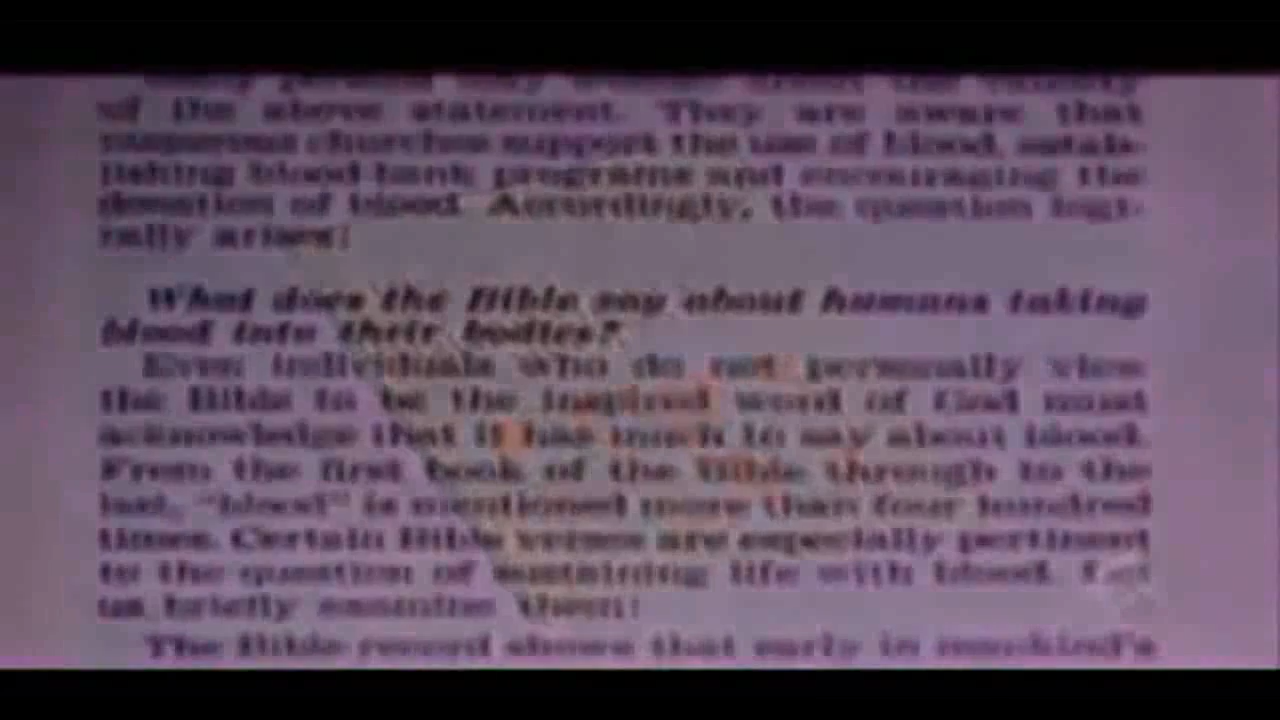 of the above statement. They are aware that
numerous churches support the use of blood, estab-
lishing blood-bank programs and encouraging the
donation of blood. Accordingly, the question logi-
cally arises:
What does the Bible say about humans taking
blood into their bodies?
Even individuals who do not personally view
the Bible to be the inspired word of God must
acknowledge that it has much to say about blood.
From the first book of the Bible through to the
last, "blood" is mentioned more than four hundred
times. Certain Bible verses are especially pertinent
to the question of sustaining life with blood. Let
us briefly examine them:
The Bible record shows that early in mankind's